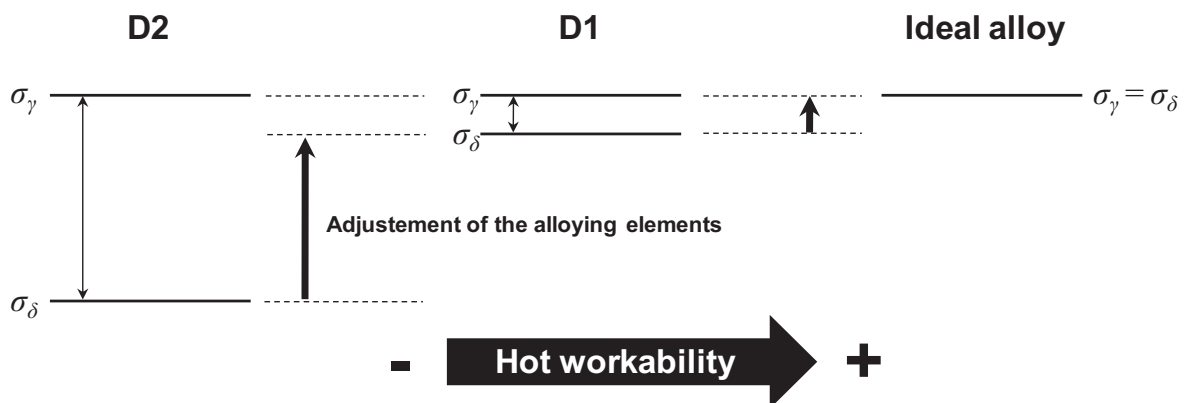 D2 D1 Ideal alloy
σγ σγ σγ = σδ
σδ
Adjustement of the alloying elements
σδ
- Hot workability +